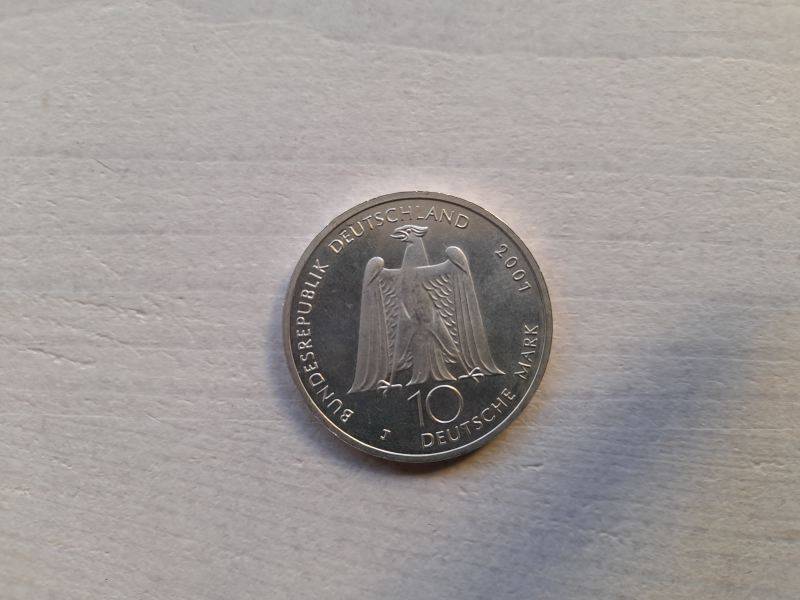 BUNDESREPUBLIK DEUTSCHLAND 2001
10
J DEUTSCHE MARK